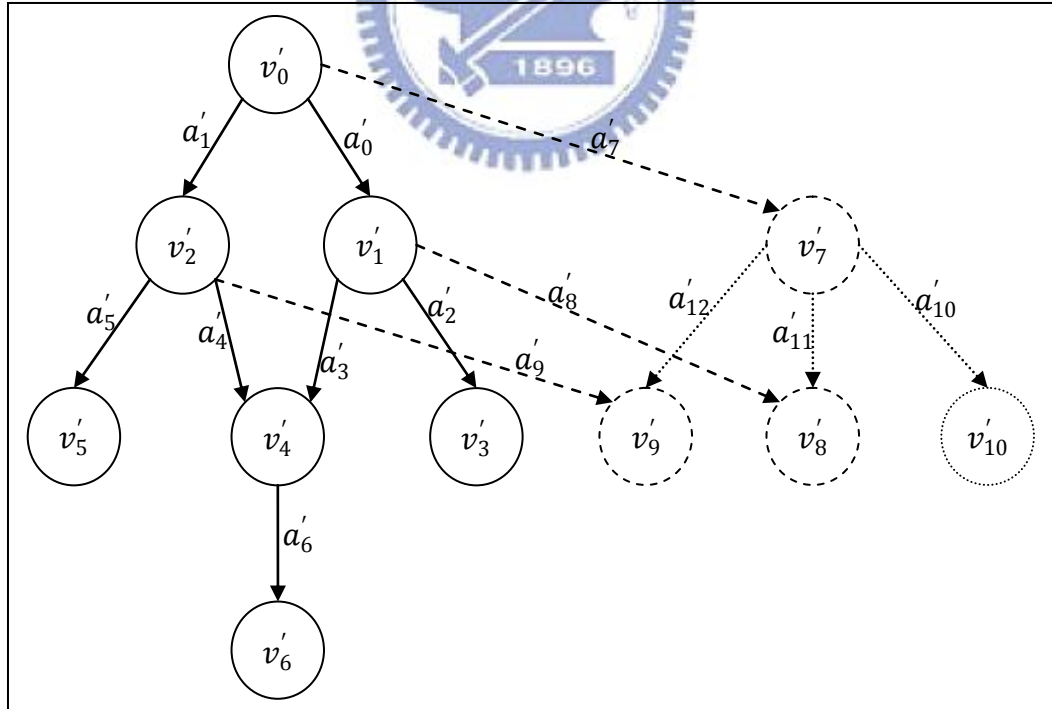 1896
v′₀
a′₁
a′₀
a′₇
v′₂
v′₁
v′₇
a′₅
a′₄
a′₃
a′₂
a′₈
a′₉
a′₁₂
a′₁₁
a′₁₀
v′₅
v′₄
v′₃
v′₉
v′₈
v′₁₀
a′₆
v′₆